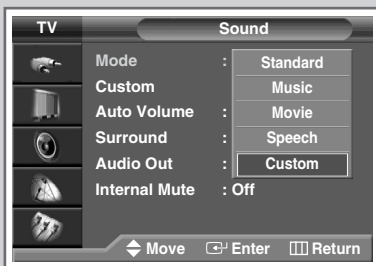 TV Sound
Mode : Standard
Custom Music
Auto Volume : Movie
Surround : Speech
Audio Out : Custom
Internal Mute : Off
Move Enter Return